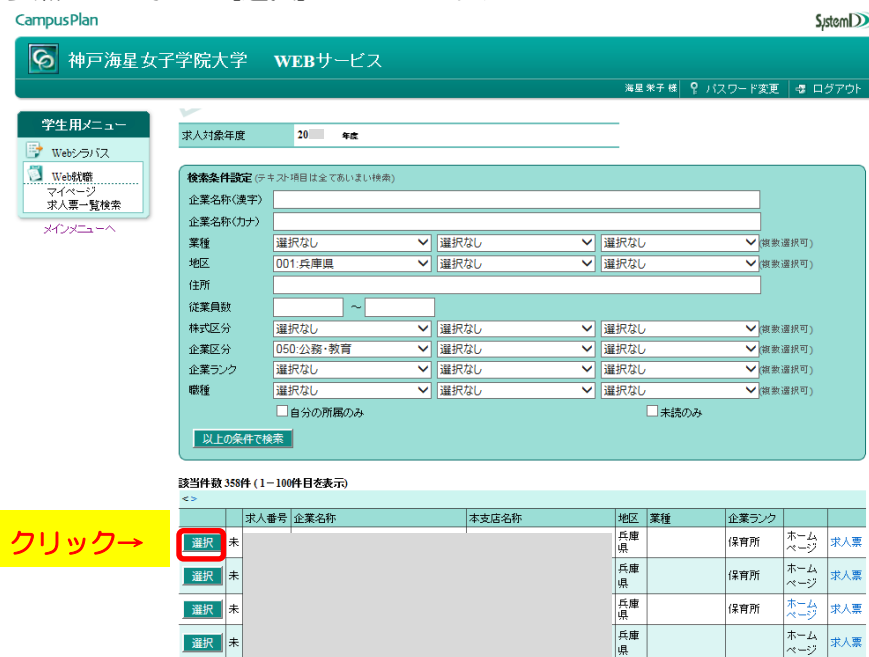 CampusPlan
SystemD
神戸海星女子学院大学 WEBサービス
海星 栄子 様 パスワード変更 ログアウト
学生用メニュー
Webシラバス
Web就職
マイページ
求人票一覧検索
メインメニューへ
求人対象年度 20 年度
検索条件設定 (テキスト項目は全てあいまい検索)
企業名称(漢字)
企業名称(カナ)
業種 選択なし 選択なし 選択なし (複数選択可)
地区 001:兵庫県 選択なし 選択なし (複数選択可)
住所
従業員数 ～
株式区分 選択なし 選択なし 選択なし (複数選択可)
企業区分 050:公務・教育 選択なし 選択なし (複数選択可)
企業ランク 選択なし 選択なし 選択なし (複数選択可)
職種 選択なし 選択なし 選択なし (複数選択可)
自分の所属のみ 未読のみ
以上の条件で検索
該当件数 358件 ( 1－100件目を表示)
< >
求人番号 企業名称 本支店名称 地区 業種 企業ランク
クリック→
選択 未 兵庫県 保育所 ホームページ 求人票
選択 未 兵庫県 保育所 ホームページ 求人票
選択 未 兵庫県 保育所 ホームページ 求人票
選択 未 兵庫県 ホームページ 求人票